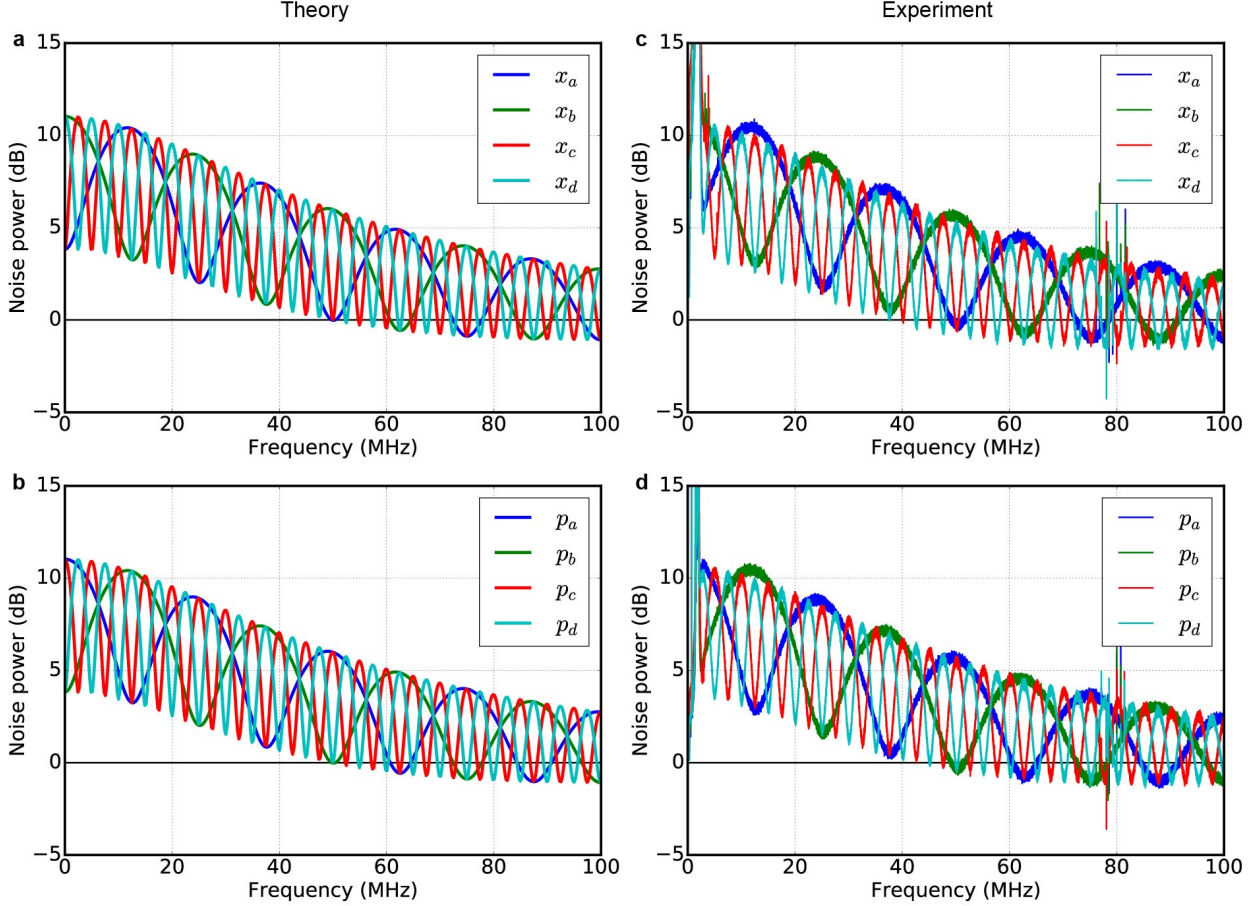 Theory
Experiment
a
15
10
5
0
−5
Noise power (dB)
x_a
x_b
x_c
x_d
0 20 40 60 80 100
Frequency (MHz)
c
15
10
5
0
−5
Noise power (dB)
x_a
x_b
x_c
x_d
0 20 40 60 80 100
Frequency (MHz)
b
15
10
5
0
−5
Noise power (dB)
p_a
p_b
p_c
p_d
0 20 40 60 80 100
Frequency (MHz)
d
15
10
5
0
−5
Noise power (dB)
p_a
p_b
p_c
p_d
0 20 40 60 80 100
Frequency (MHz)